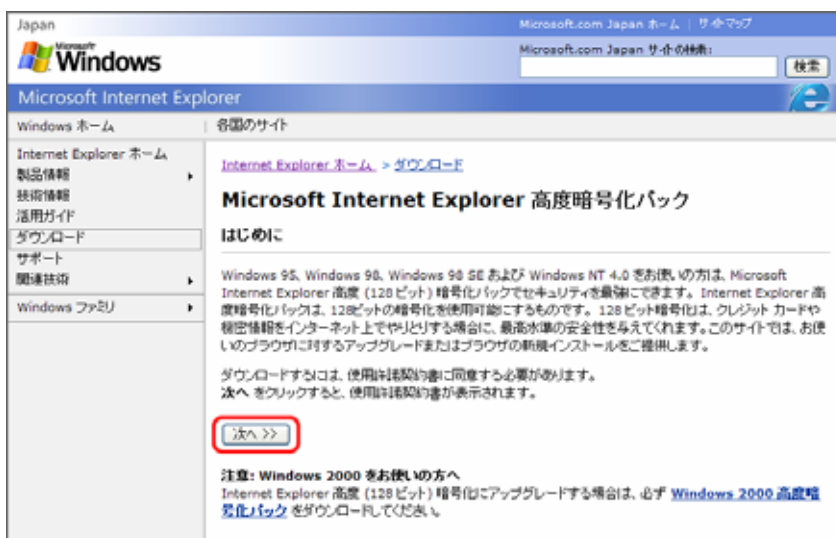 Japan
Microsoft.com Japan ホーム | サイトマップ
Microsoft Windows
Microsoft.com Japan サイトの検索:
検索
Microsoft Internet Explorer
Windows ホーム | 各国のサイト
Internet Explorer ホーム
製品情報
技術情報
活用ガイド
ダウンロード
サポート
関連技術
Windows ファミリ
Internet Explorer ホーム > ダウンロード
Microsoft Internet Explorer 高度暗号化パック
はじめに
Windows 95、Windows 98、Windows 98 SE および Windows NT 4.0 をお使いの方は、Microsoft
Internet Explorer 高度 (128 ビット) 暗号化パックでセキュリティを最強にできます。Internet Explorer 高
度暗号化パックは、128ビットの暗号化を使用可能にするものです。128 ビット暗号化は、クレジット カードや
機密情報をインターネット上でやりとりする場合に、最高水準の安全性を与えてくれます。このサイトでは、お使
いのブラウザに対するアップグレードまたはブラウザの新規インストールをご提供します。
ダウンロードするには、使用許諾契約書に同意する必要があります。
次へ をクリックすると、使用許諾契約書が表示されます。
次へ >>
注意: Windows 2000 をお使いの方へ
Internet Explorer 高度 (128 ビット) 暗号化にアップグレードする場合は、必ず Windows 2000 高度暗
号化パック をダウンロードしてください。